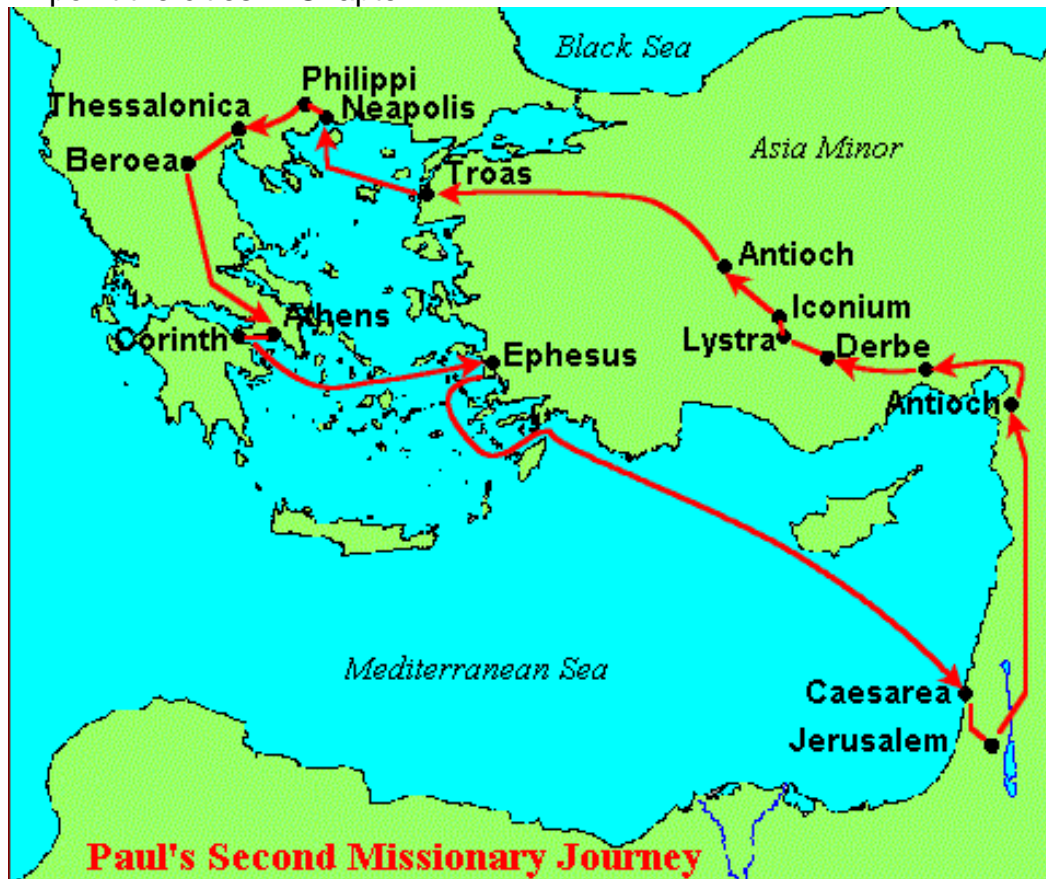 Black Sea
Philippi
Thessalonica
Neapolis
Asia Minor
Beroea
Troas
Antioch
Iconium
Athens
Corinth
Lystra
Derbe
Ephesus
Antioch
Mediterranean Sea
Caesarea
Jerusalem
Paul's Second Missionary Journey